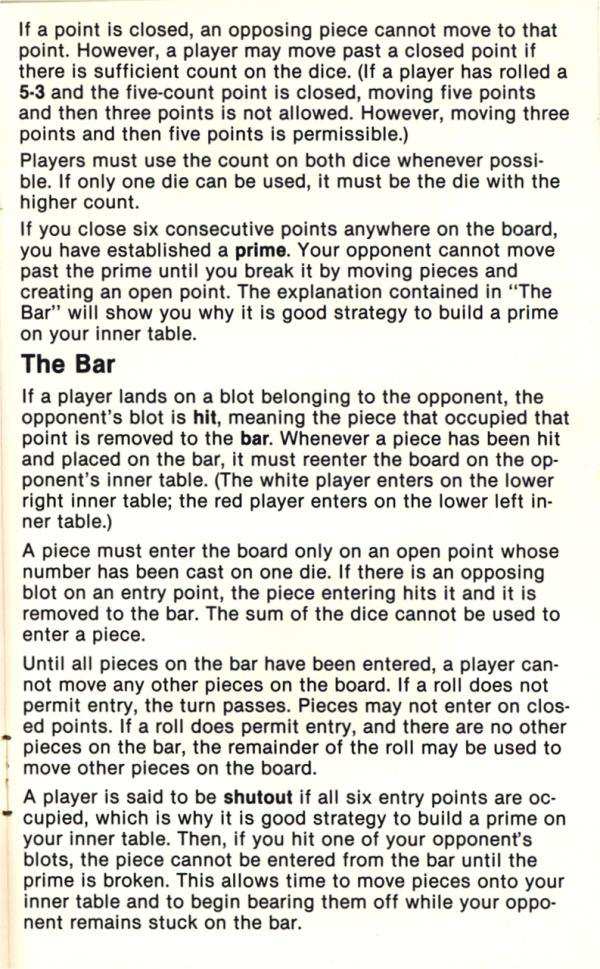 If a point is closed, an opposing piece cannot move to that
point. However, a player may move past a closed point if
there is sufficient count on the dice. (If a player has rolled a
5-3 and the five-count point is closed, moving five points
and then three points is not allowed. However, moving three
points and then five points is permissible.)
Players must use the count on both dice whenever possi-
ble. If only one die can be used, it must be the die with the
higher count.
If you close six consecutive points anywhere on the board,
you have established a prime. Your opponent cannot move
past the prime until you break it by moving pieces and
creating an open point. The explanation contained in "The
Bar" will show you why it is good strategy to build a prime
on your inner table.
The Bar
If a player lands on a blot belonging to the opponent, the
opponent's blot is hit, meaning the piece that occupied that
point is removed to the bar. Whenever a piece has been hit
and placed on the bar, it must reenter the board on the op-
ponent's inner table. (The white player enters on the lower
right inner table; the red player enters on the lower left in-
ner table.)
A piece must enter the board only on an open point whose
number has been cast on one die. If there is an opposing
blot on an entry point, the piece entering hits it and it is
removed to the bar. The sum of the dice cannot be used to
enter a piece.
Until all pieces on the bar have been entered, a player can-
not move any other pieces on the board. If a roll does not
permit entry, the turn passes. Pieces may not enter on clos-
ed points. If a roll does permit entry, and there are no other
pieces on the bar, the remainder of the roll may be used to
move other pieces on the board.
A player is said to be shutout if all six entry points are oc-
cupied, which is why it is good strategy to build a prime on
your inner table. Then, if you hit one of your opponent's
blots, the piece cannot be entered from the bar until the
prime is broken. This allows time to move pieces onto your
inner table and to begin bearing them off while your oppo-
nent remains stuck on the bar.